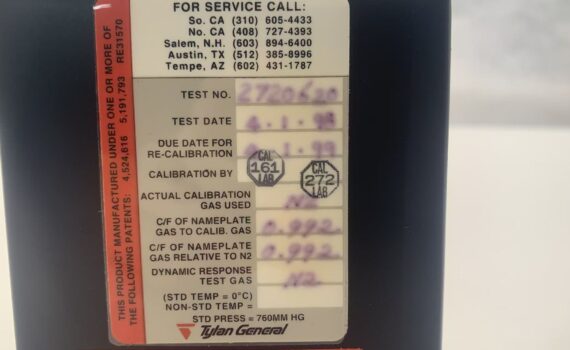 FOR SERVICE CALL:
So. CA (310) 605-4433
No. CA (408) 727-4393
Salem, N.H. (603) 894-6400
Austin, TX (512) 385-8996
Tempe, AZ (602) 431-1787
THIS PRODUCT MANUFACTURED UNDER ONE OR MORE OF
THE FOLLOWING PATENTS: 4,524,616 5,191,793 RE31570
TEST NO. 2720620
TEST DATE 4.1.98
DUE DATE FOR
RE-CALIBRATION .1.99
CALIBRATION BY
CAL
161
LAB
CAL
272
LAB
ACTUAL CALIBRATION
GAS USED N2
C/F OF NAMEPLATE
GAS TO CALIB. GAS 0.992
C/F OF NAMEPLATE
GAS RELATIVE TO N2 0.992
DYNAMIC RESPONSE
TEST GAS N2
(STD TEMP = 0°C)
NON-STD TEMP =
STD PRESS = 760MM HG
Tylan General